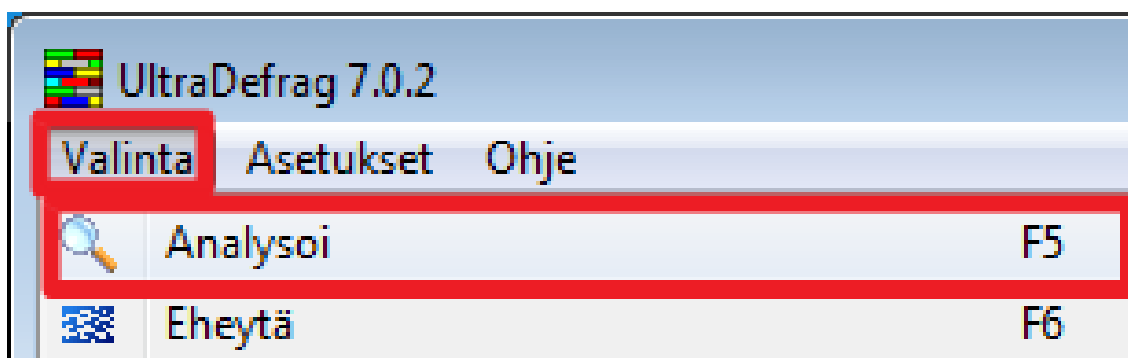 UltraDefrag 7.0.2
Valinta Asetukset Ohje
Analysoi F5
Eheytä F6